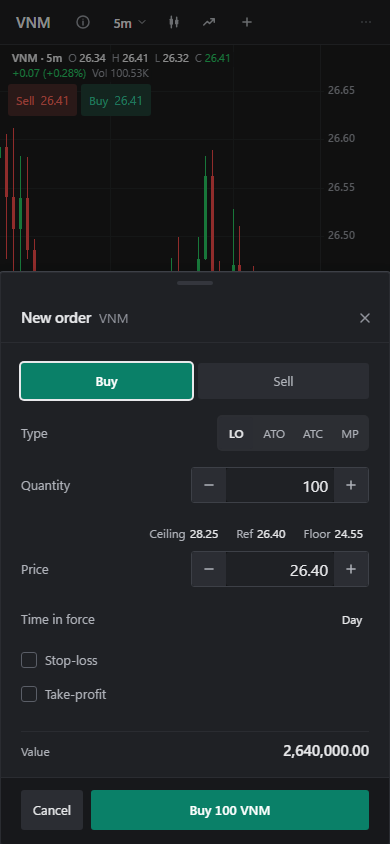 VNM 5m
VNM · 5m O 26.34 H 26.41 L 26.32 C 26.41
+0.07 (+0.28%) Vol 100.53K
Sell 26.41 Buy 26.41
26.65
26.60
26.55
26.50
New order VNM
Buy Sell
Type LO ATO ATC MP
Quantity 100
Ceiling 28.25 Ref 26.40 Floor 24.55
Price 26.40
Time in force Day
Stop-loss
Take-profit
Value 2,640,000.00
Cancel Buy 100 VNM